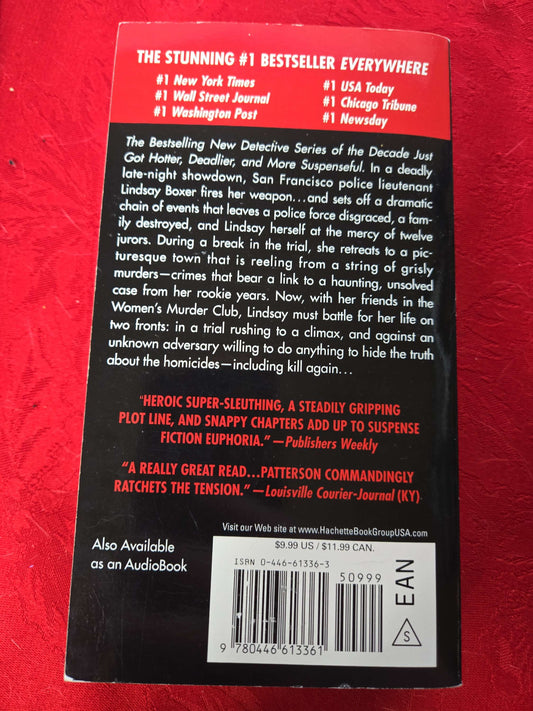 THE STUNNING #1 BESTSELLER EVERYWHERE
#1 New York Times
#1 Wall Street Journal
#1 Washington Post
#1 USA Today
#1 Chicago Tribune
#1 Newsday
The Bestselling New Detective Series of the Decade Just
Got Hotter, Deadlier, and More Suspenseful. In a deadly
late-night showdown, San Francisco police lieutenant
Lindsay Boxer fires her weapon...and sets off a dramatic
chain of events that leaves a police force disgraced, a fam-
ily destroyed, and Lindsay herself at the mercy of twelve
jurors. During a break in the trial, she retreats to a pic-
turesque town that is reeling from a string of grisly
murders—crimes that bear a link to a haunting, unsolved
case from her rookie years. Now, with her friends in the
Women's Murder Club, Lindsay must battle for her life on
two fronts: in a trial rushing to a climax, and against an
unknown adversary willing to do anything to hide the truth
about the homicides—including kill again...
"HEROIC SUPER-SLEUTHING, A STEADILY GRIPPING
PLOT LINE, AND SNAPPY CHAPTERS ADD UP TO SUSPENSE
FICTION EUPHORIA." —Publishers Weekly
"A REALLY GREAT READ...PATTERSON COMMANDINGLY
RATCHETS THE TENSION." —Louisville Courier-Journal (KY)
Visit our Web site at www.HachetteBookGroupUSA.com
Also Available
as an AudioBook
$9.99 US / $11.99 CAN.
ISBN 0-446-61336-3
50999
9 780446 613361
EAN
S